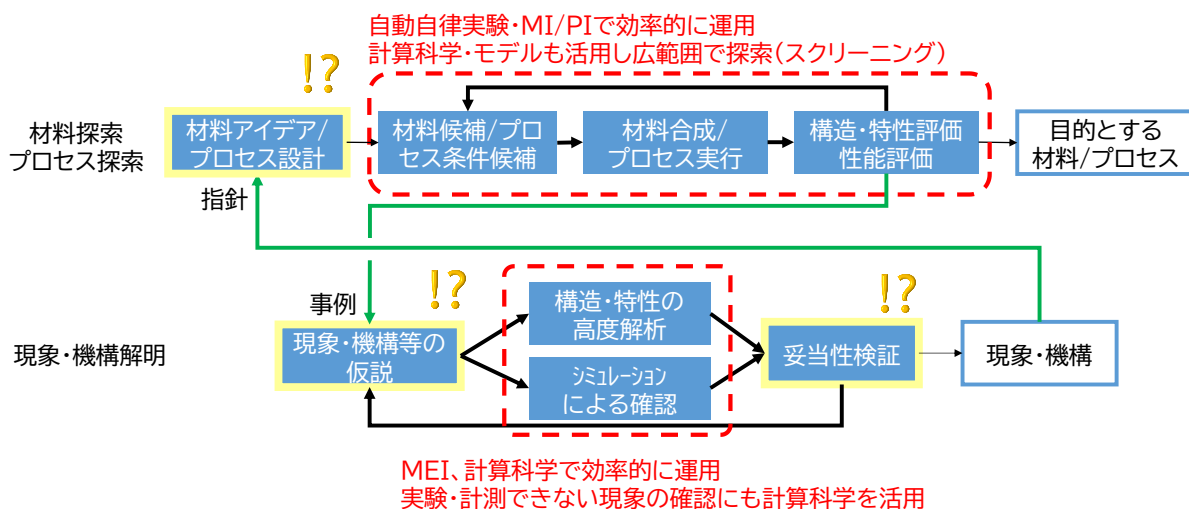 自動自律実験・MI/PIで効率的に運用
計算科学・モデルも活用し広範囲で探索(スクリーニング)
!?
材料探索
プロセス探索
材料アイデア/
プロセス設計
材料候補/プロ
セス条件候補
材料合成/
プロセス実行
構造・特性評価
性能評価
目的とする
材料/プロセス
指針
事例
!?
!?
現象・機構解明
現象・機構等の
仮説
構造・特性の
高度解析
シミュレーション
による確認
妥当性検証
現象・機構
MEI、計算科学で効率的に運用
実験・計測できない現象の確認にも計算科学を活用